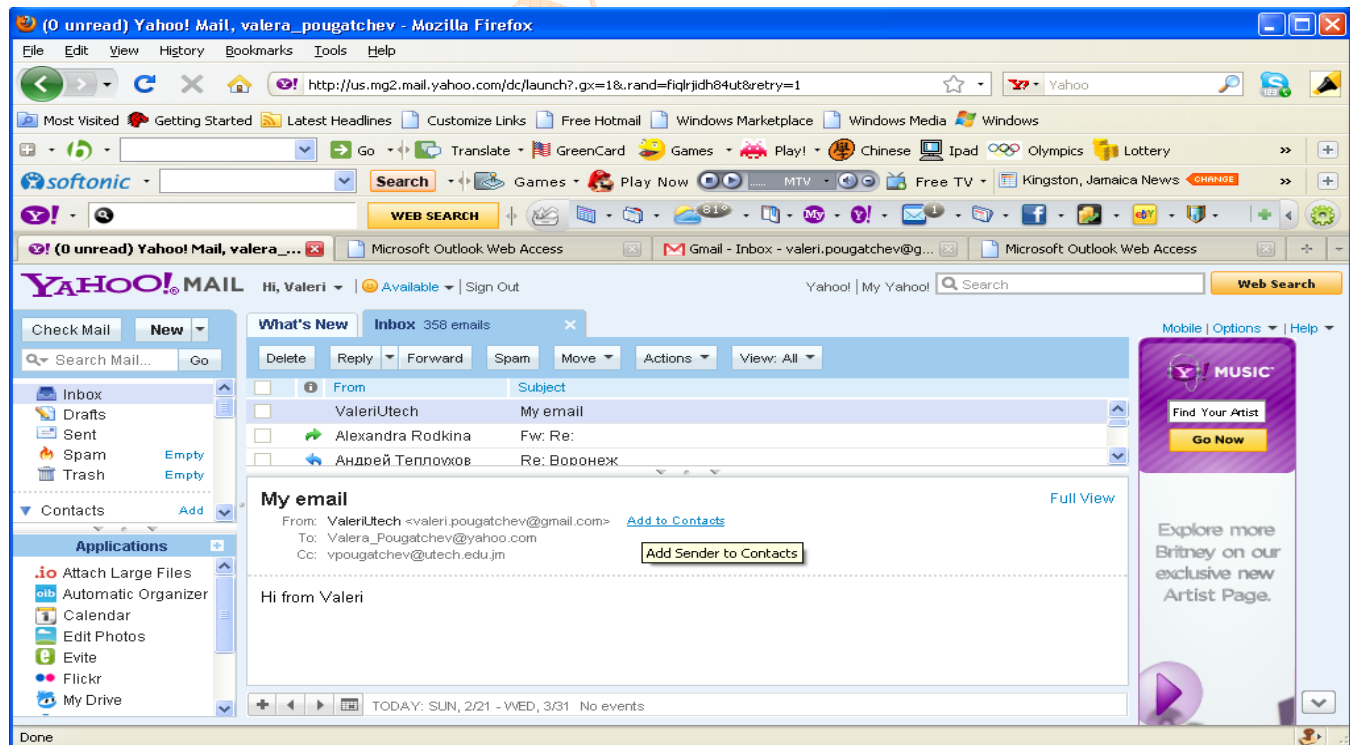 (0 unread) Yahoo! Mail, valera_pougatchev - Mozilla Firefox
File Edit View History Bookmarks Tools Help
http://us.mg2.mail.yahoo.com/dc/launch?.gx=1&.rand=fiqlrjidh84ut&retry=1 Yahoo
Most Visited Getting Started Latest Headlines Customize Links Free Hotmail Windows Marketplace Windows Media Windows
Go Translate GreenCard Games Play! Chinese Ipad Olympics Lottery »
softonic Search Games Play Now MTV Free TV Kingston, Jamaica News CHANGE »
Y! WEB SEARCH 81° 1
(0 unread) Yahoo! Mail, valera_... Microsoft Outlook Web Access Gmail - Inbox - valeri.pougatchev@g... Microsoft Outlook Web Access
YAHOO! MAIL Hi, Valeri Available | Sign Out Yahoo! | My Yahoo! Search Web Search
Check Mail New What's New Inbox 358 emails Mobile | Options | Help
Search Mail... Go Delete Reply Forward Spam Move Actions View: All
From Subject
Inbox
Drafts
Sent
Spam Empty
Trash Empty
Contacts Add
ValeriUtech My email
Alexandra Rodkina Fw: Re:
Андрей Теплоухов Re: Воронеж
Applications
.io Attach Large Files
oib Automatic Organizer
Calendar
Edit Photos
Evite
Flickr
My Drive
My email Full View
From: ValeriUtech <valeri.pougatchev@gmail.com> Add to Contacts
To: Valera_Pougatchev@yahoo.com
Cc: vpougatchev@utech.edu.jm
Add Sender to Contacts
Hi from Valeri
TODAY: SUN, 2/21 - WED, 3/31 No events
Y! MUSIC
Find Your Artist
Go Now
Explore more
Britney on our
exclusive new
Artist Page.
Done